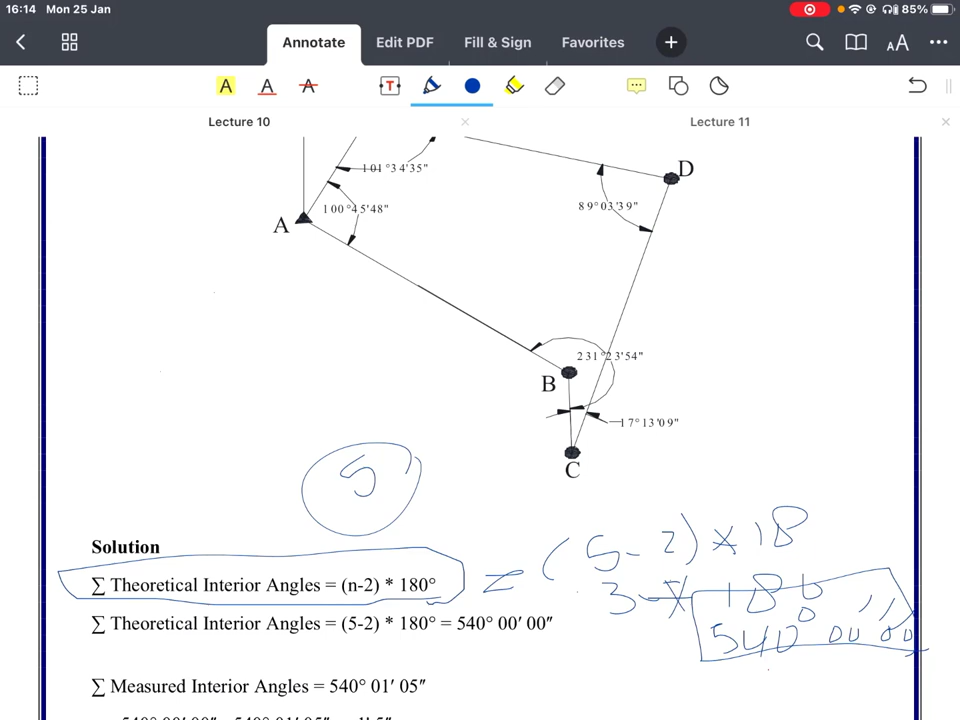 16:14 Mon 25 Jan
85%
Annotate
Edit PDF
Fill & Sign
Favorites
Lecture 10
Lecture 11
101°34'35"
D
89°03'39"
100°45'48"
A
231°23'54"
B
17°13'09"
C
5
Solution
∑ Theoretical Interior Angles = (n-2) * 180°
= (5-2) * 18
3 * 180
∑ Theoretical Interior Angles = (5-2) * 180° = 540° 00′ 00″
540° 00' 00"
∑ Measured Interior Angles = 540° 01′ 05″